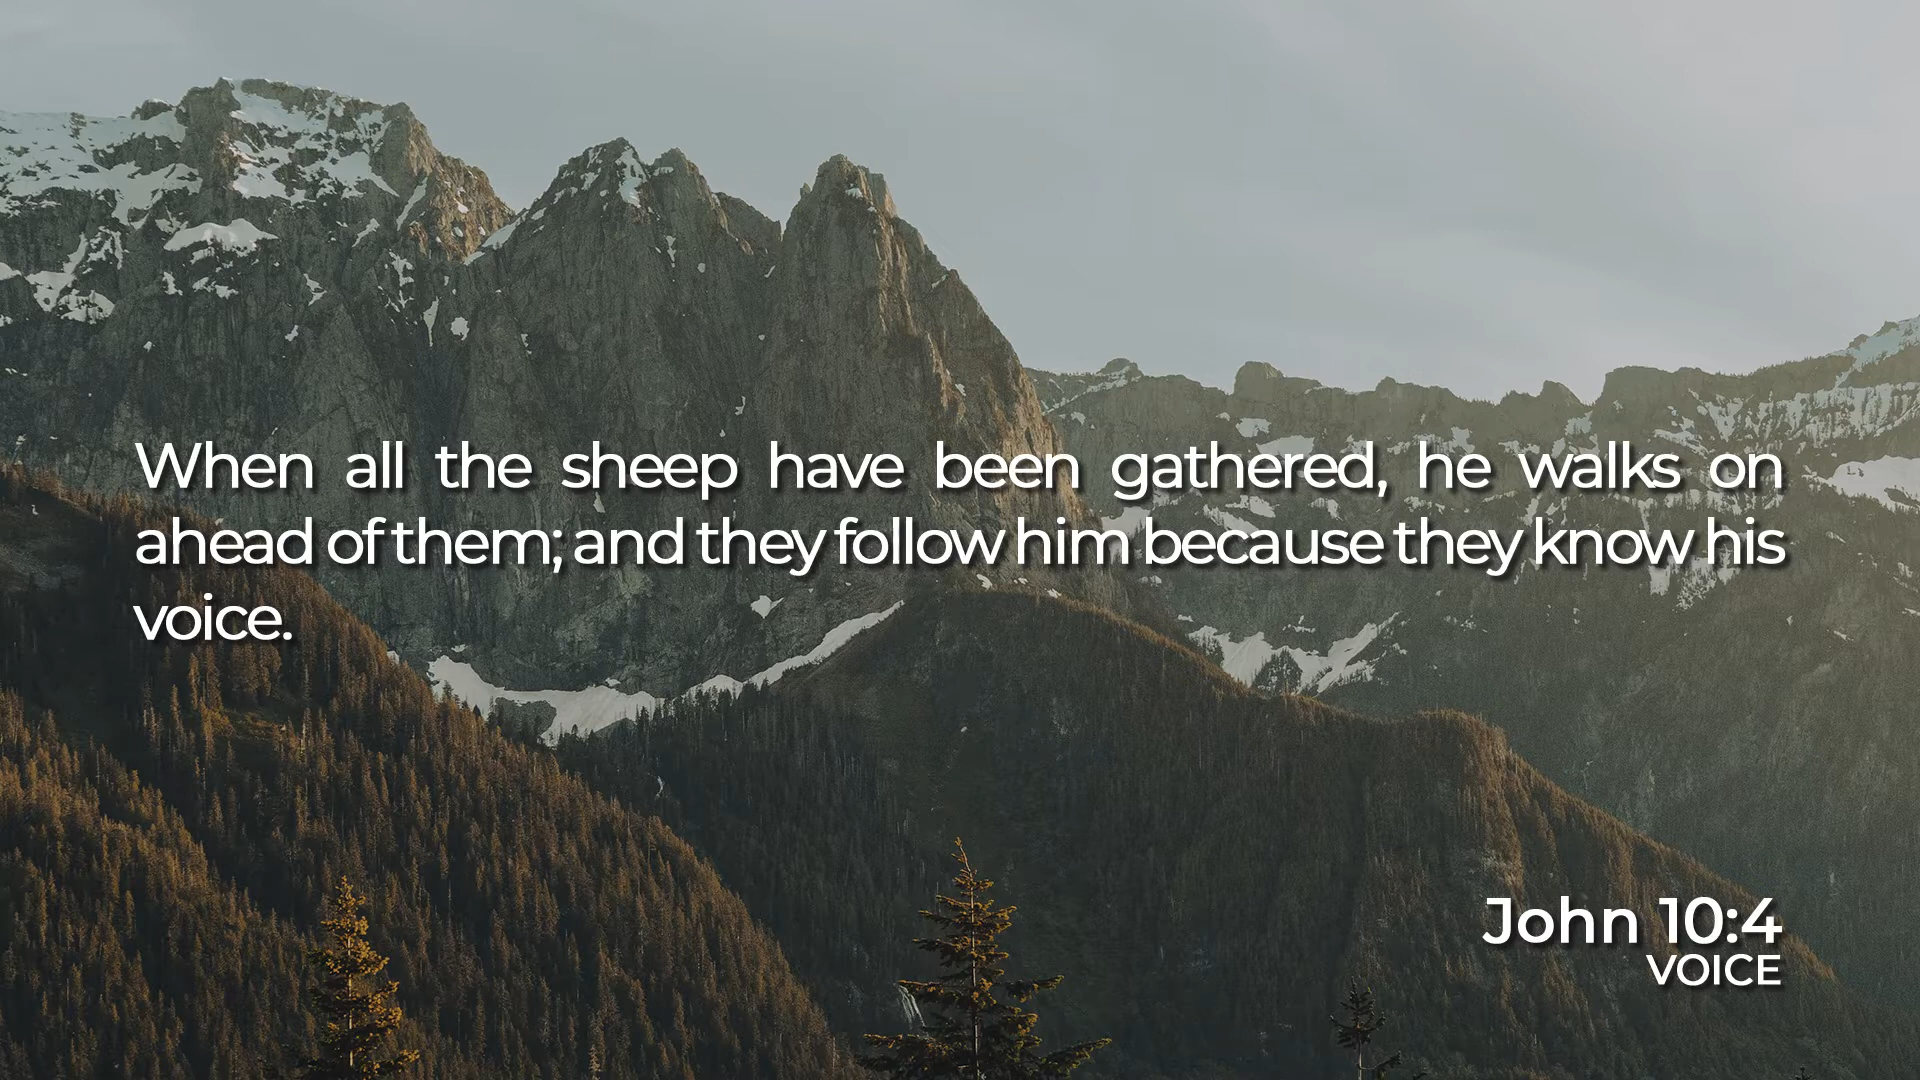 When all the sheep have been gathered, he walks on
ahead of them; and they follow him because they know his
voice.
John 10:4
VOICE